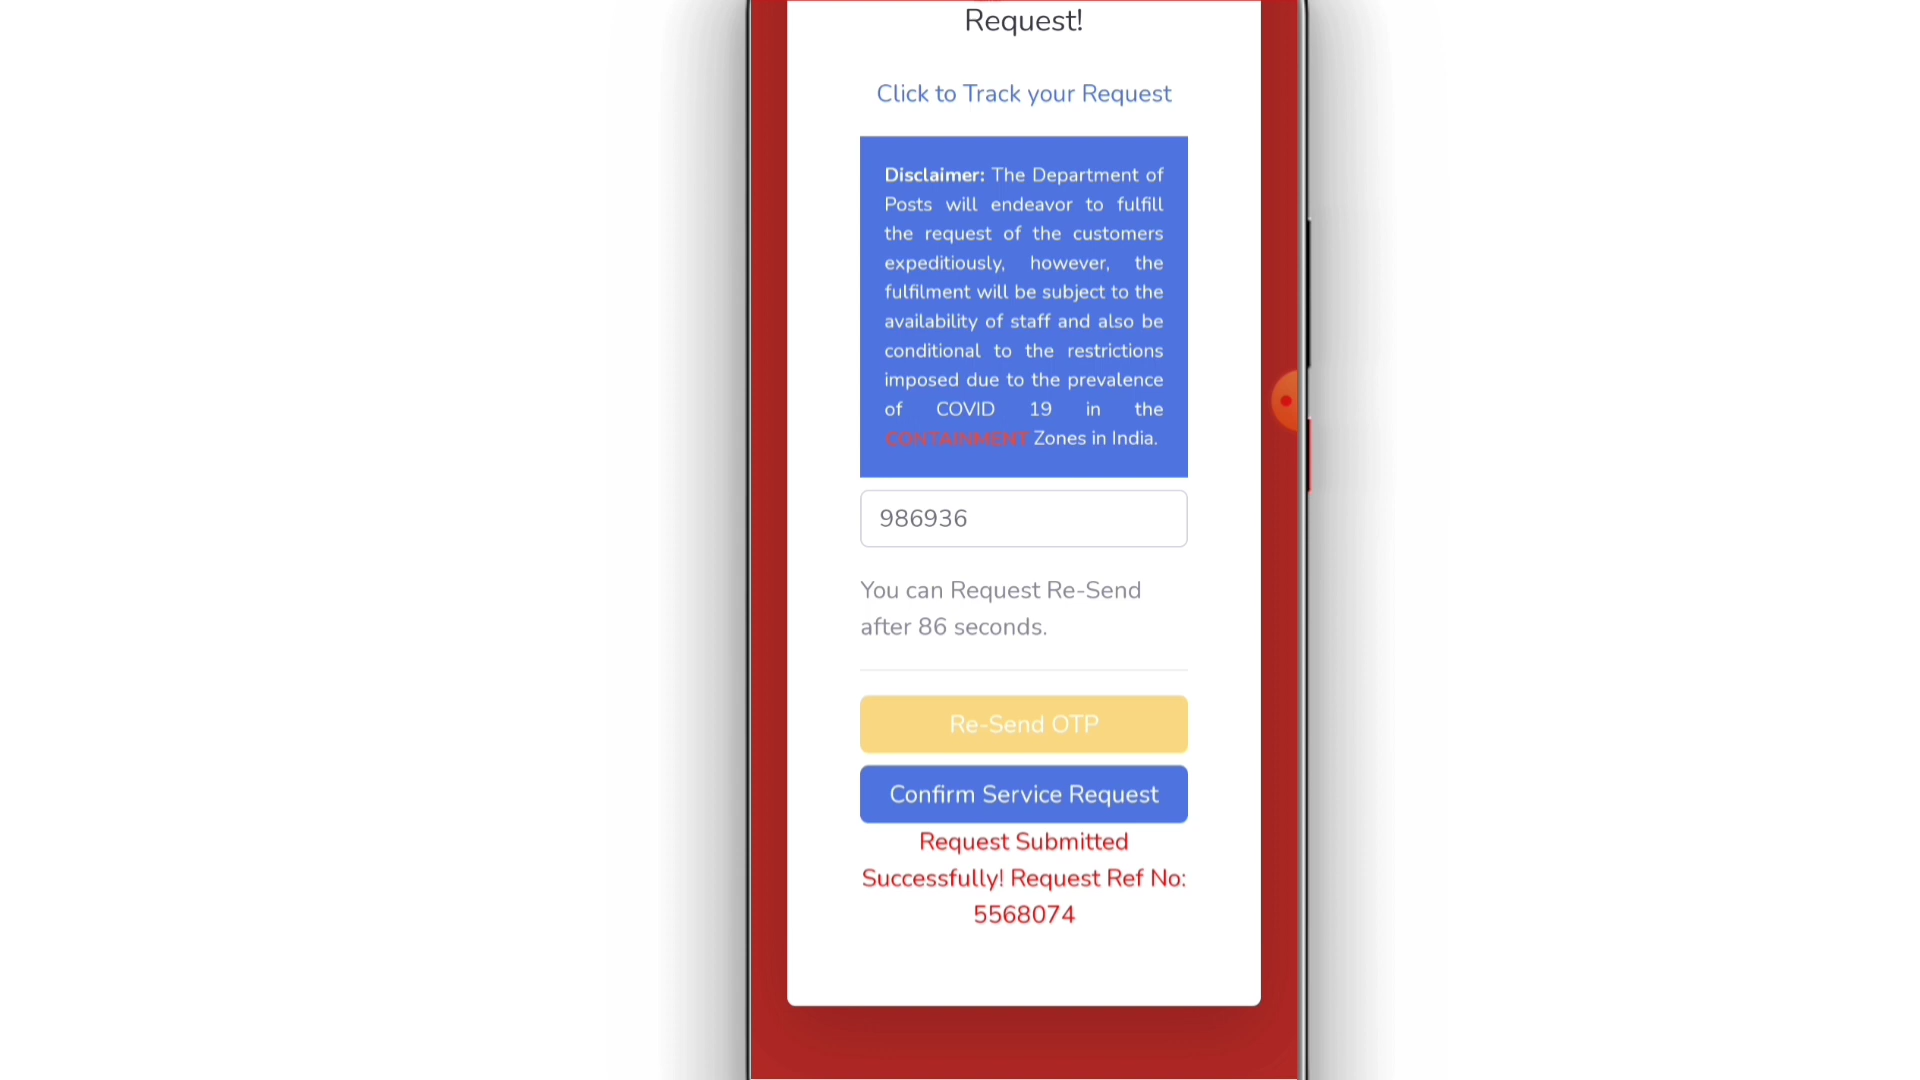 Request!
Click to Track your Request
Disclaimer: The Department of
Posts will endeavor to fulfill
the request of the customers
expeditiously, however, the
fulfilment will be subject to the
availability of staff and also be
conditional to the restrictions
imposed due to the prevalence
of COVID 19 in the
CONTAINMENT Zones in India.
986936
You can Request Re-Send
after 86 seconds.
Re-Send OTP
Confirm Service Request
Request Submitted
Successfully! Request Ref No:
5568074